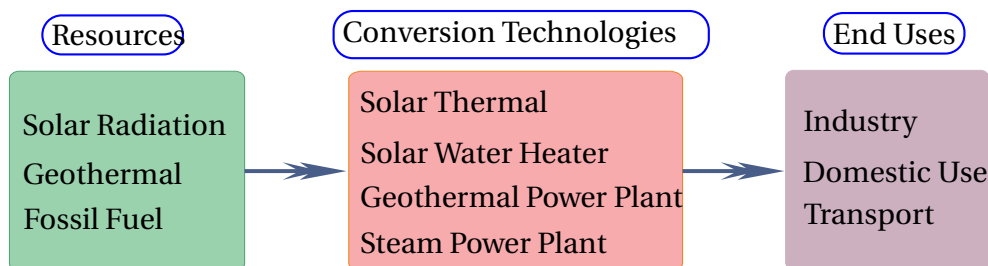 Resources
Conversion Technologies
End Uses
Solar Radiation
Geothermal
Fossil Fuel
Solar Thermal
Solar Water Heater
Geothermal Power Plant
Steam Power Plant
Industry
Domestic Use
Transport